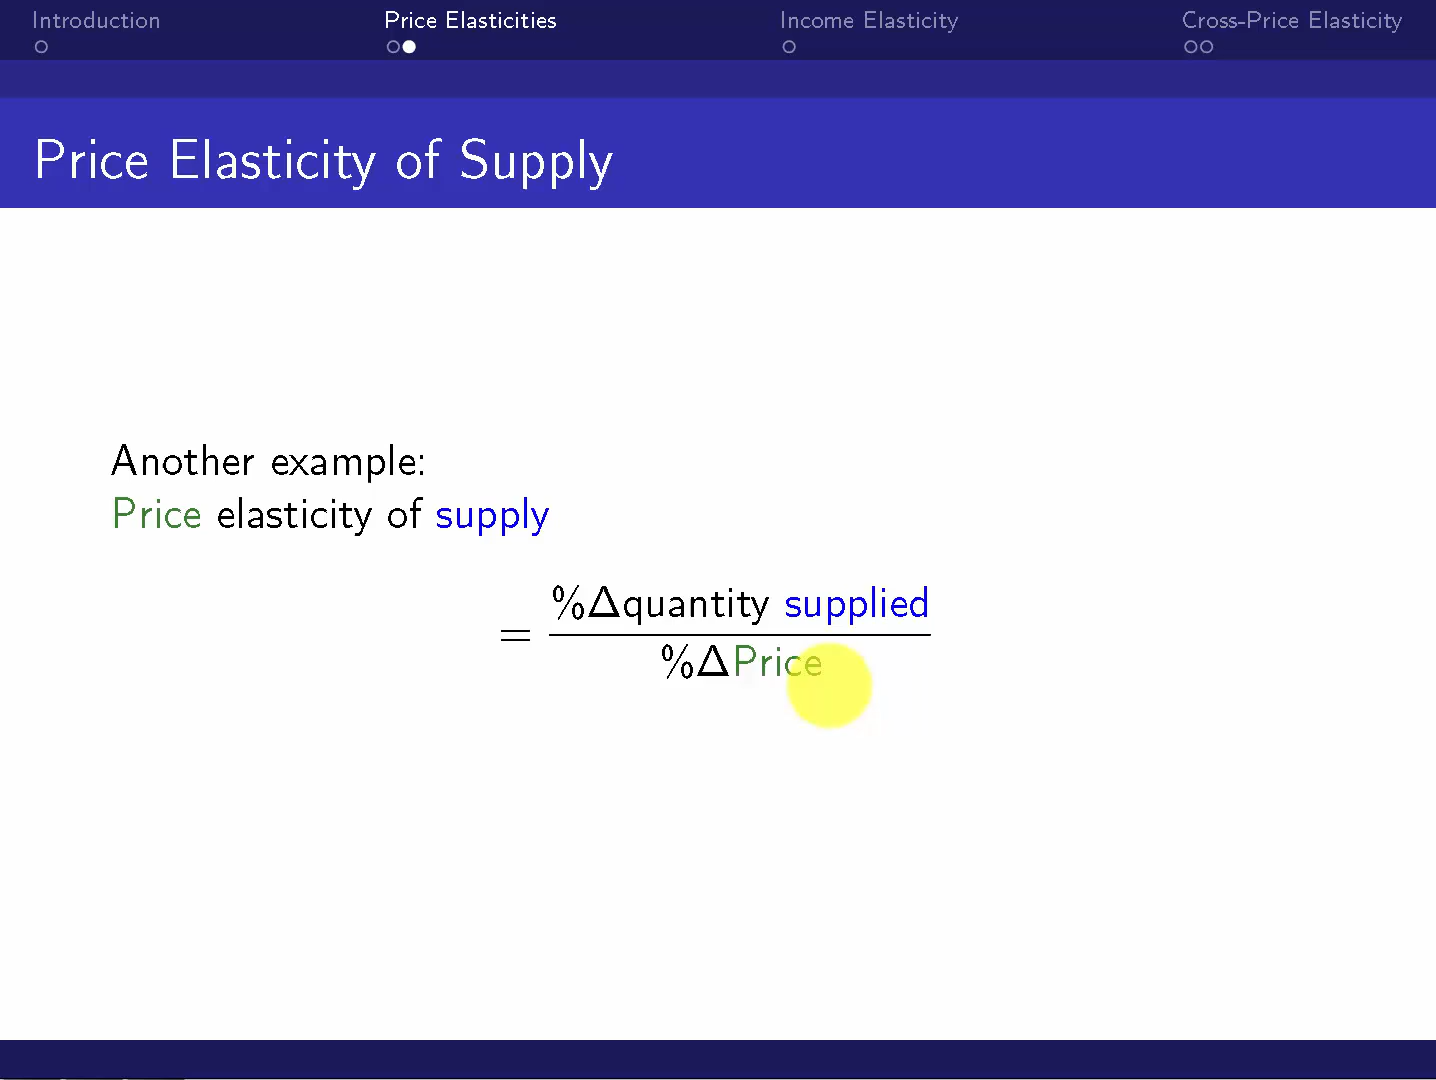 Introduction
Price Elasticities
Income Elasticity
Cross-Price Elasticity
Price Elasticity of Supply
Another example:
Price elasticity of supply
= %Δquantity supplied
%ΔPrice